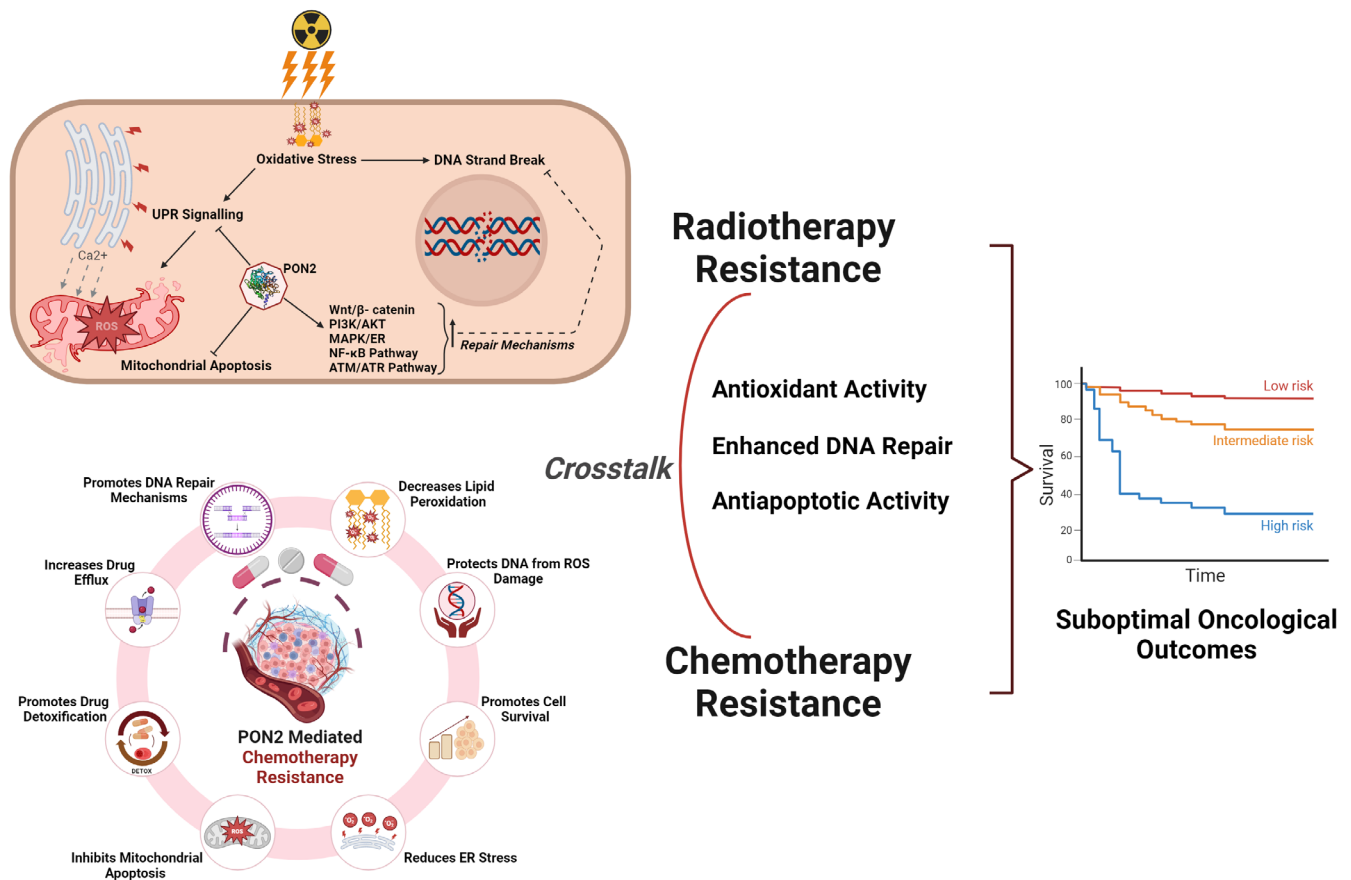 Oxidative Stress
DNA Strand Break
UPR Signalling
Ca2+
PON2
ROS
Wnt/β- catenin
PI3K/AKT
MAPK/ER
NF-κB Pathway
ATM/ATR Pathway
Repair Mechanisms
Mitochondrial Apoptosis
Promotes DNA Repair
Mechanisms
Decreases Lipid
Peroxidation
Increases Drug
Efflux
Protects DNA from ROS
Damage
Promotes Drug
Detoxification
DETOX
Promotes Cell
Survival
PON2 Mediated
Chemotherapy
Resistance
ROS
Inhibits Mitochondrial
Apoptosis
Reduces ER Stress
Radiotherapy
Resistance
Crosstalk
Antioxidant Activity
Enhanced DNA Repair
Antiapoptotic Activity
Chemotherapy
Resistance
Survival
100
80
60
40
20
0
Low risk
Intermediate risk
High risk
Time
Suboptimal Oncological
Outcomes